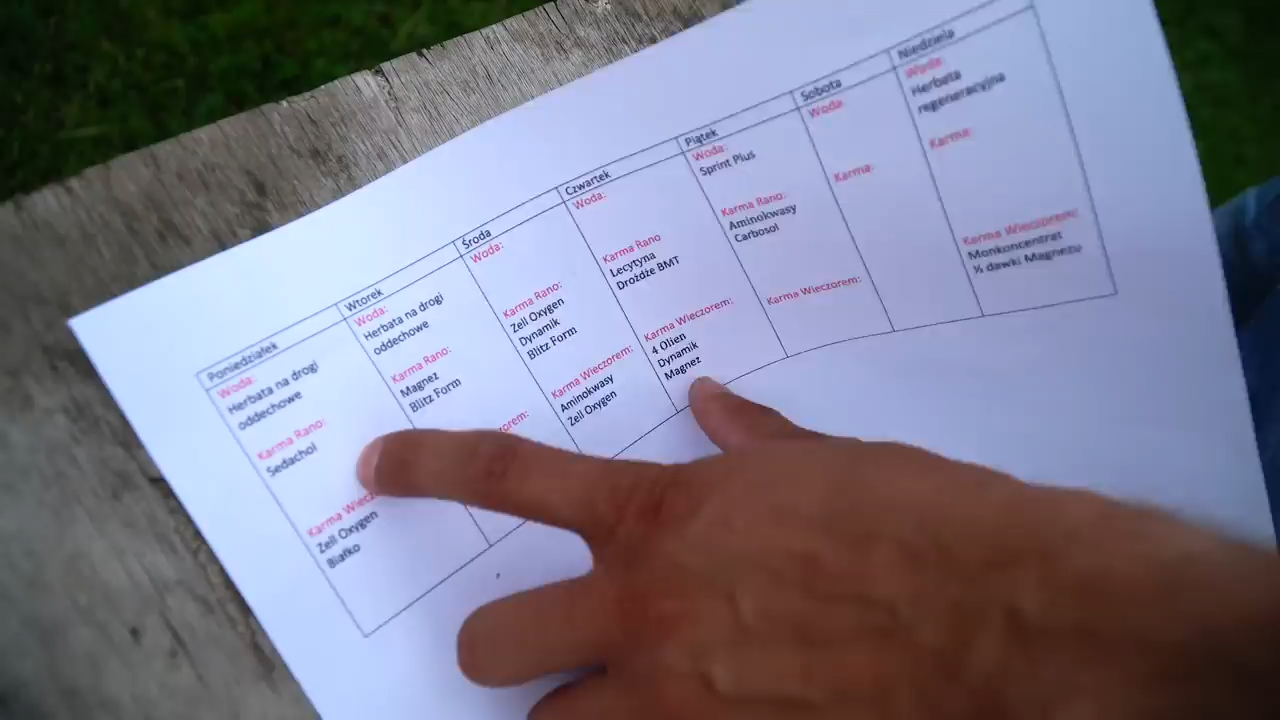 Poniedziałek
Woda:
Herbata na drogi
oddechowe
Karma Rano:
Sedachol
Karma
Zell Oxygen
Białko
Wtorek
Woda:
Herbata na drogi
oddechowe
Karma Rano:
Magnez
Blitz Form
Środa
Woda:
Karma Rano:
Zell Oxygen
Dynamik
Blitz Form
Karma Wieczorem:
Aminokwasy
Zell Oxygen
Czwartek
Woda:
Karma Rano
Lecytyna
Drożdże BMT
Karma Wieczorem:
4 Olien
Dynamik
Magnez
Piątek
Woda:
Sprint Plus
Karma Rano:
Aminokwasy
Carbosol
Karma Wieczorem:
Sobota
Woda:
Karma:
Niedziela
Woda:
Herbata
regeneracyjna
Karma:
Karma Wieczorem:
Monkoncentrat
½ dawki Magnezu